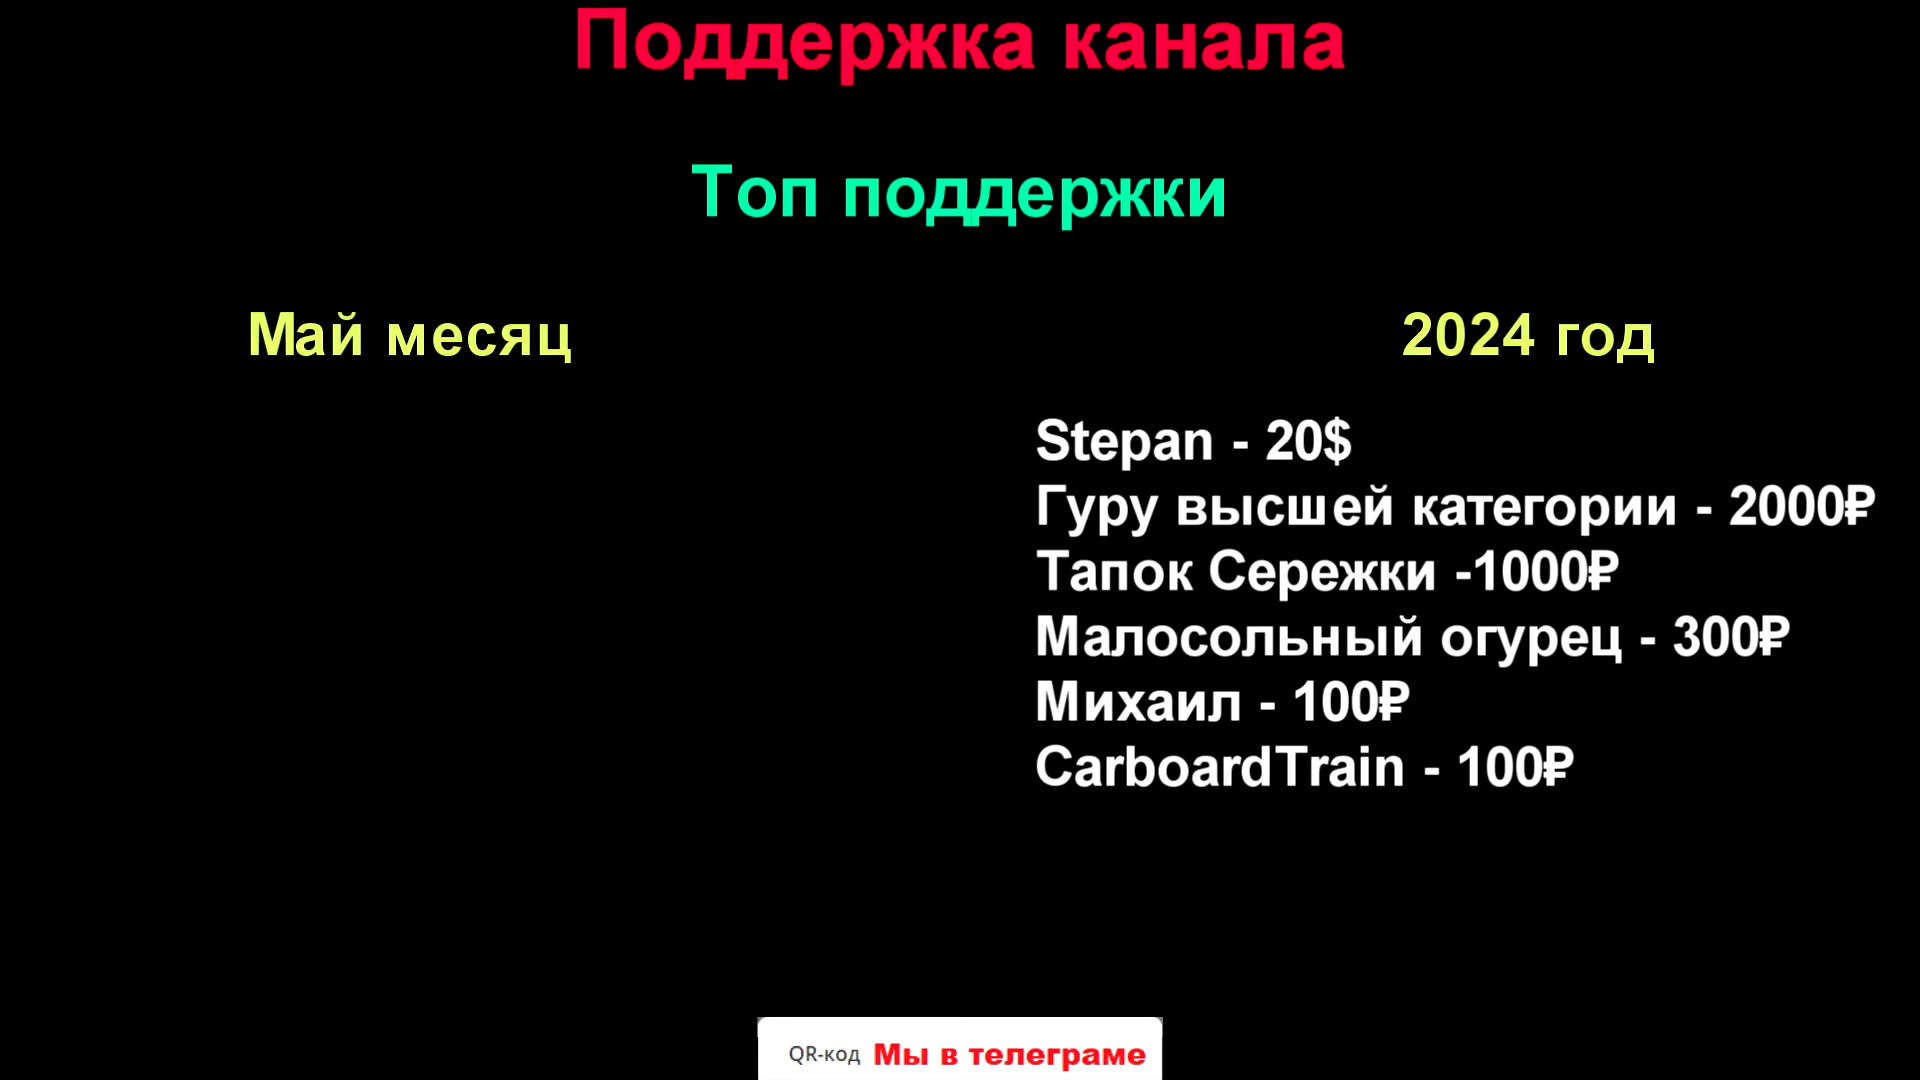 Поддержка канала
Топ поддержки
Май месяц
2024 год
Stepan - 20$
Гуру высшей категории - 2000₽
Тапок Сережки -1000₽
Малосольный огурец - 300₽
Михаил - 100₽
CarboardTrain - 100₽
QR-код Мы в телеграме